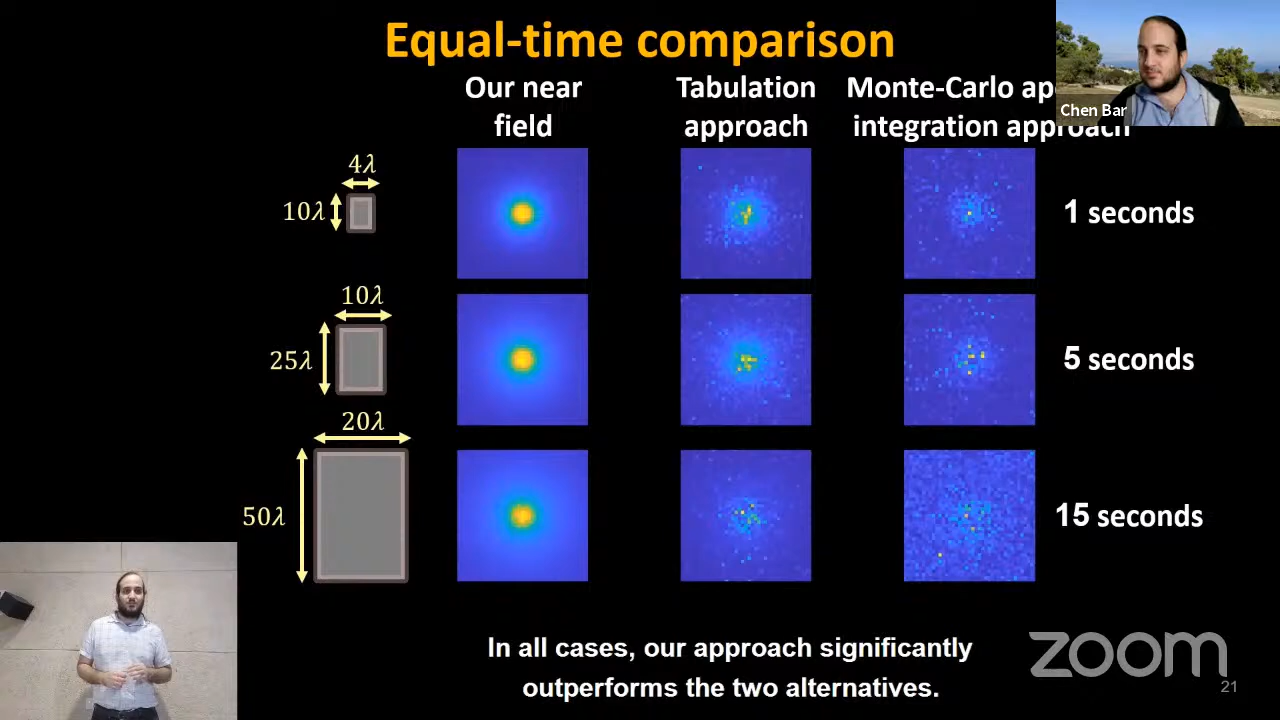 Equal-time comparison
Our near
field
Tabulation
approach
Monte-Carlo
integration approach
Chen Bar
4λ
10λ
1 seconds
10λ
25λ
5 seconds
20λ
50λ
15 seconds
In all cases, our approach significantly
outperforms the two alternatives.
zoom
21